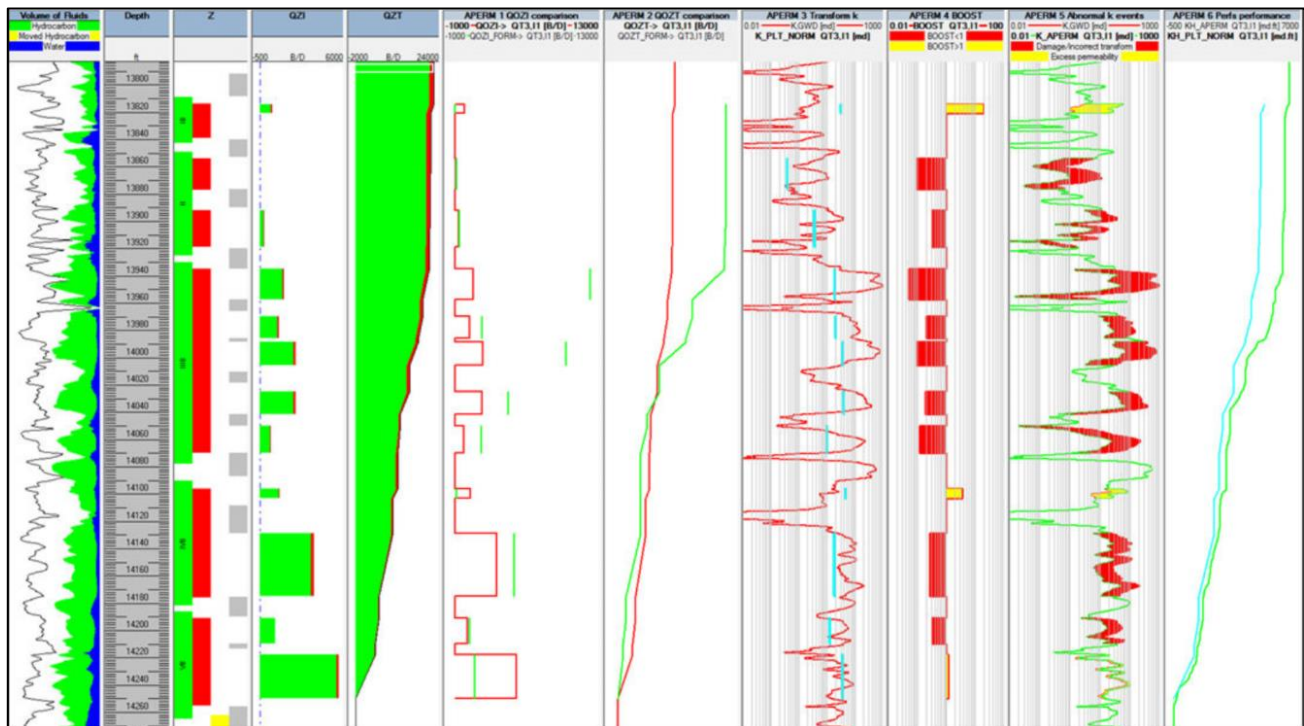 Volume of Fluids
Hydrocarbon
Moved Hydrocarbon
Water
Depth
ft
Z
QZI
-500 B/D 6000
QZT
-2000 B/D 24000
APERM 1 QOZI comparison
-1000 QOZI-> QT3,I1 [B/D] 13000
-1000 QOZI_FORM-> QT3,I1 [B/D] 13000
APERM 2 QOZT comparison
QOZT-> QT3,I1 [B/D]
QOZT_FORM-> QT3,I1 [B/D]
APERM 3 Transform k
0.01 K.GWD [md] 1000
K_PLT_NORM QT3,I1 [md]
APERM 4 BOOST
0.01 BOOST QT3,I1 100
BOOST<1
BOOST>1
APERM 5 Abnormal k events
0.01 K.GWD [md] 1000
0.01 K_APERM QT3,I1 [md] 1000
Damage/Incorrect transform
Excess permeability
APERM 6 Perfs performance
-500 KH_APERM QT3,I1 [md.ft] 7000
KH_PLT_NORM QT3,I1 [md.ft]
13800
13820
13840
13860
13880
13900
13920
13940
13960
13980
14000
14020
14040
14060
14080
14100
14120
14140
14160
14180
14200
14220
14240
14260